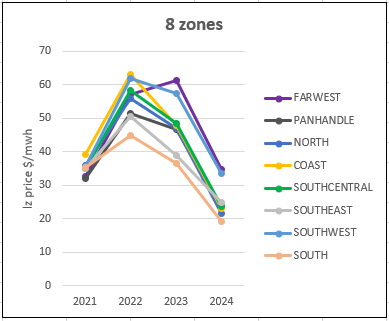 8 zones
lz price $/mwh
70
60
50
40
30
20
10
0
2021 2022 2023 2024
FARWEST
PANHANDLE
NORTH
COAST
SOUTHCENTRAL
SOUTHEAST
SOUTHWEST
SOUTH